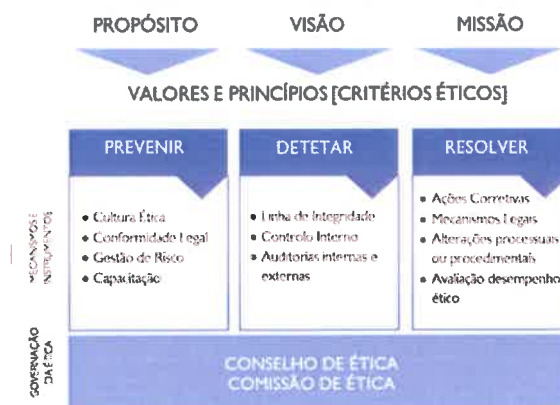 PROPÓSITO
VISÃO
MISSÃO
VALORES E PRINCÍPIOS [CRITÉRIOS ÉTICOS]
PREVENIR
DETETAR
RESOLVER
MECANISMOS E
INSTRUMENTOS
• Cultura Ética
• Conformidade Legal
• Gestão de Risco
• Capacitação
• Linha de Integridade
• Controlo Interno
• Auditorias internas e
externas
• Ações Corretivas
• Mecanismos Legais
• Alterações processuais
ou procedimentais
• Avaliação desempenho
ético
GOVERNAÇÃO
DA ÉTICA
CONSELHO DE ÉTICA
COMISSÃO DE ÉTICA